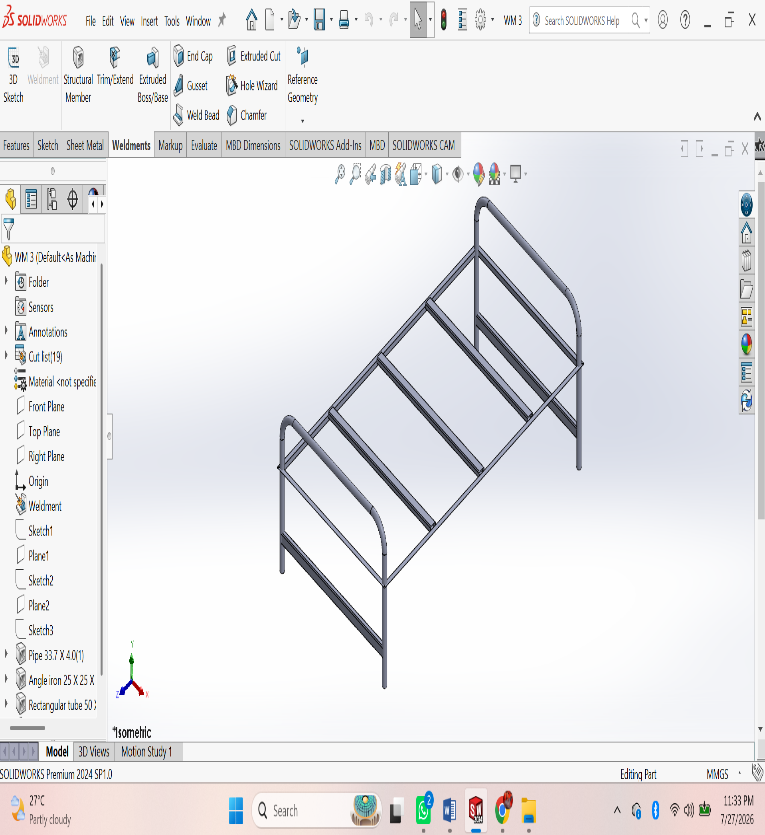 SOLIDWORKS File Edit View Insert Tools Window WM 3 Search SOLIDWORKS Help
3D Sketch
Weldment
Structural Member
Trim/Extend
Extruded Boss/Base
End Cap
Gusset
Weld Bead
Extruded Cut
Hole Wizard
Chamfer
Reference Geometry
Features Sketch Sheet Metal Weldments Markup Evaluate MBD Dimensions SOLIDWORKS Add-Ins MBD SOLIDWORKS CAM
WM 3 (Default<As Machin
Folder
Sensors
Annotations
Cut list(19)
Material <not specifie
Front Plane
Top Plane
Right Plane
Origin
Weldment
Sketch1
Plane1
Sketch2
Plane2
Sketch3
Pipe 33.7 X 4.0(1)
Angle iron 25 X 25 X
Rectangular tube 50 X
Y
Z X
*Isometric
Model 3D Views Motion Study 1
SOLIDWORKS Premium 2024 SP1.0 Editing Part MMGS
27°C
Partly cloudy
Search
2
11:33 PM
7/27/2026